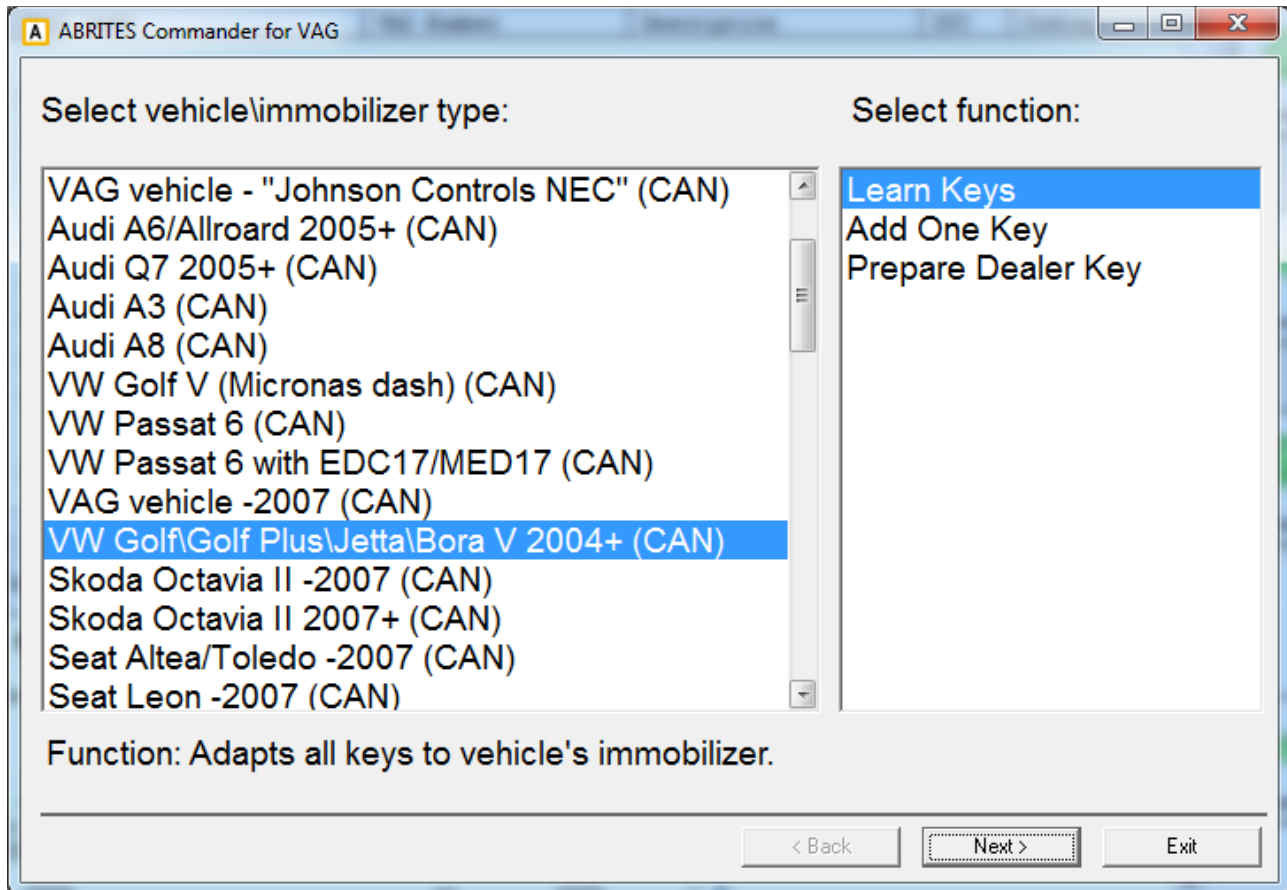 A ABRITES Commander for VAG
Select vehicle\immobilizer type:
Select function:
VAG vehicle - "Johnson Controls NEC" (CAN)
Audi A6/Allroard 2005+ (CAN)
Audi Q7 2005+ (CAN)
Audi A3 (CAN)
Audi A8 (CAN)
VW Golf V (Micronas dash) (CAN)
VW Passat 6 (CAN)
VW Passat 6 with EDC17/MED17 (CAN)
VAG vehicle -2007 (CAN)
VW Golf\Golf Plus\Jetta\Bora V 2004+ (CAN)
Skoda Octavia II -2007 (CAN)
Skoda Octavia II 2007+ (CAN)
Seat Altea/Toledo -2007 (CAN)
Seat Leon -2007 (CAN)
Learn Keys
Add One Key
Prepare Dealer Key
Function: Adapts all keys to vehicle's immobilizer.
< Back
Next >
Exit